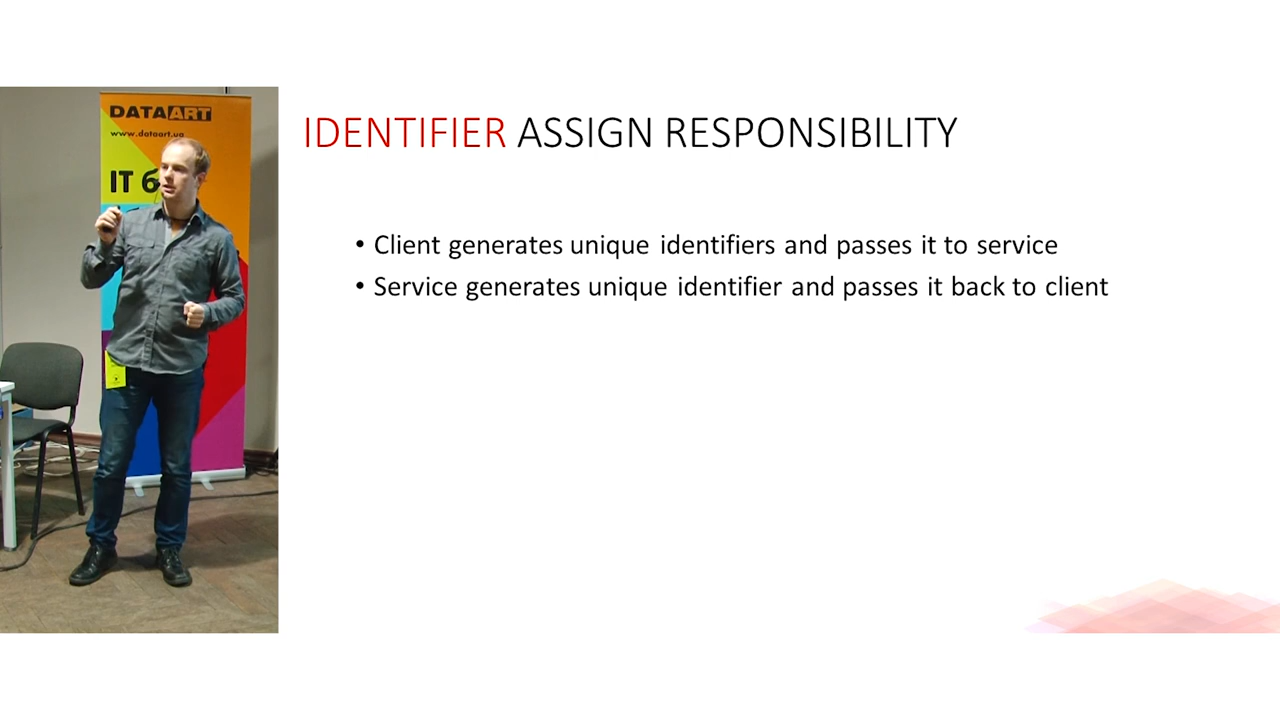 DATAART
www.dataart.ua
IT б
IDENTIFIER ASSIGN RESPONSIBILITY
• Client generates unique identifiers and passes it to service
• Service generates unique identifier and passes it back to client